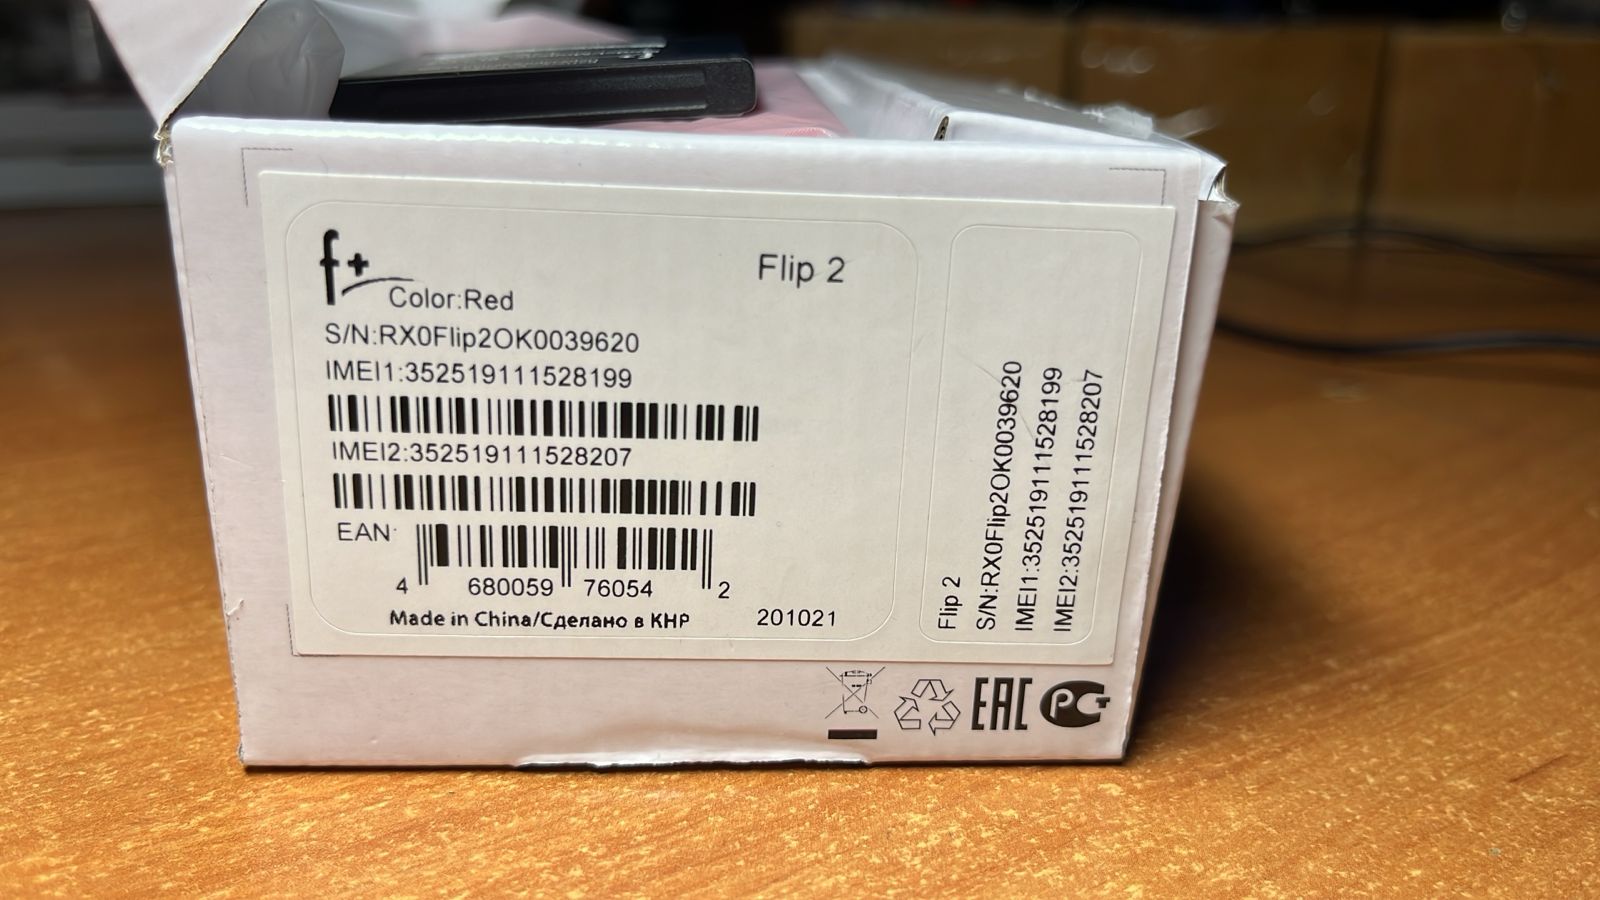 f+
Flip 2
Color:Red
S/N:RX0Flip2OK0039620
IMEI1:352519111528199
IMEI2:352519111528207
EAN:
4 680059 76054 2
Made in China/Сделано в КНР
201021
Flip 2
S/N:RX0Flip2OK0039620
IMEI1:352519111528199
IMEI2:352519111528207
EAC
РСТ